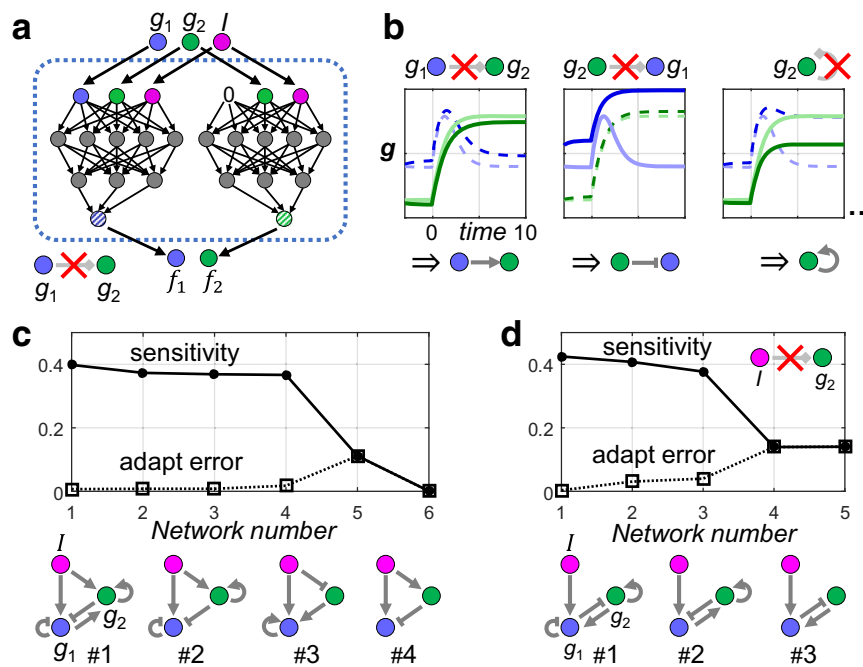 a
g1 g2 I
0
g1 g2
f1 f2
b
g1 g2
g2 g1
g2
g
0 time 10
⇒
⇒
⇒
...
c
sensitivity
adapt error
0.4
0.2
0
1 2 3 4 5 6
Network number
I
g2
g1 #1 #2 #3 #4
d
sensitivity
I g2
adapt error
0.4
0.2
0
1 2 3 4 5
Network number
I
g2
g1 #1 #2 #3